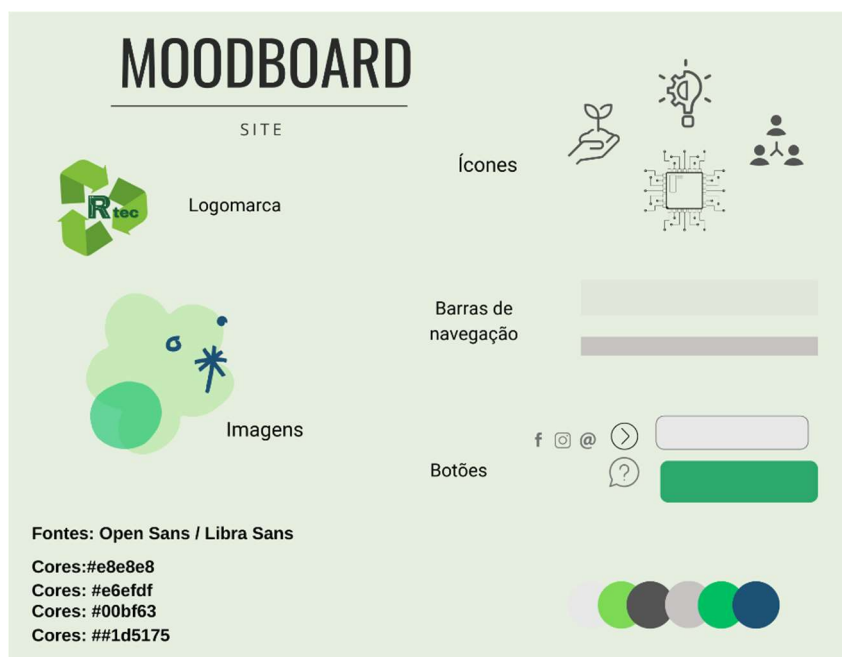 MOODBOARD
SITE
Rtec
Logomarca
Ícones
Barras de
navegação
Imagens
f @
?
Botões
Fontes: Open Sans / Libra Sans
Cores:#e8e8e8
Cores: #e6efdf
Cores: #00bf63
Cores: ##1d5175